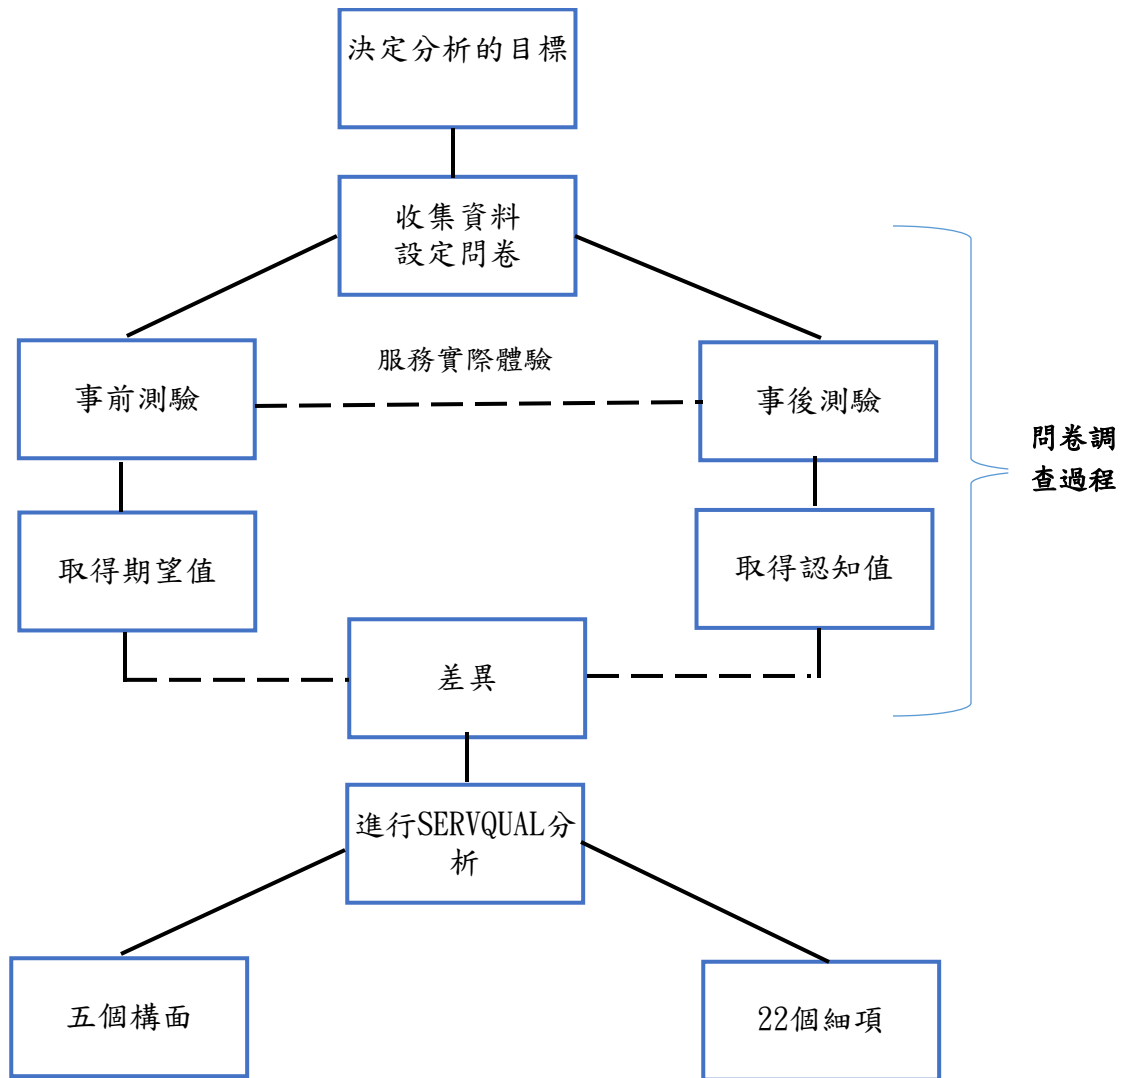 決定分析的目標
收集資料
設定問卷
服務實際體驗
事前測驗
事後測驗
問卷調
查過程
取得期望值
取得認知值
差異
進行SERVQUAL分
析
五個構面
22個細項